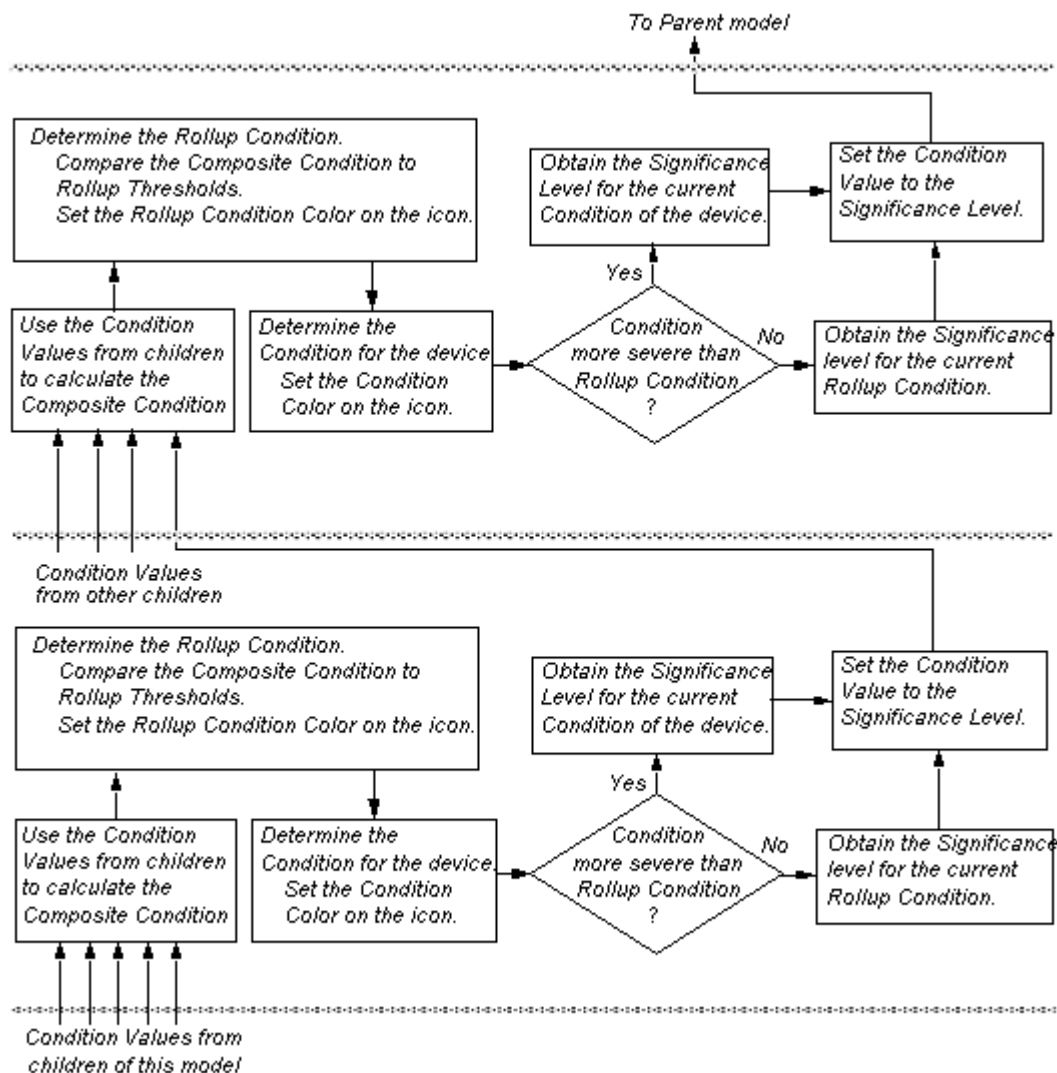 To Parent model
Determine the Rollup Condition.
Compare the Composite Condition to
Rollup Thresholds.
Set the Rollup Condition Color on the icon.
Obtain the Significance
Level for the current
Condition of the device.
Set the Condition
Value to the
Significance Level.
Yes
Use the Condition
Values from children
to calculate the
Composite Condition
Determine the
Condition for the device
Set the Condition
Color on the icon.
Condition
more severe than
Rollup Condition
?
No
Obtain the Significance
level for the current
Rollup Condition.
Condition Values
from other children
Determine the Rollup Condition.
Compare the Composite Condition to
Rollup Thresholds.
Set the Rollup Condition Color on the icon.
Obtain the Significance
Level for the current
Condition of the device.
Set the Condition
Value to the
Significance Level.
Yes
Use the Condition
Values from children
to calculate the
Composite Condition
Determine the
Condition for the device.
Set the Condition
Color on the icon.
Condition
more severe than
Rollup Condition
?
No
Obtain the Significance
level for the current
Rollup Condition.
Condition Values from
children of this model